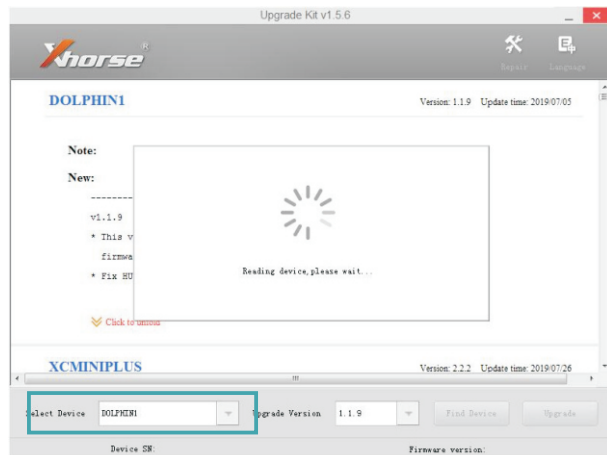 Upgrade Kit v1.5.6
Xhorse®
Repair Language
DOLPHIN1 Version: 1.1.9 Update time: 2019/07/05
Note:
New:
--------
v1.1.9
* This v
firmwa
* Fix HU
Reading device,please wait...
Click to unfold
XCMINIPLUS Version: 2.2.2 Update time: 2019/07/26
Select Device DOLPHIN1 Upgrade Version 1.1.9 Find Device Upgrade
Device SN: Firmware version: